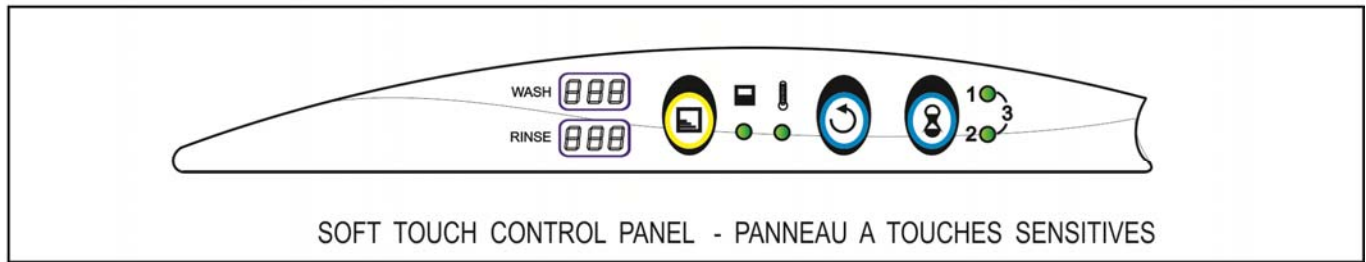 WASH 888
1
3
RINSE 888
2
SOFT TOUCH CONTROL PANEL - PANNEAU A TOUCHES SENSITIVES